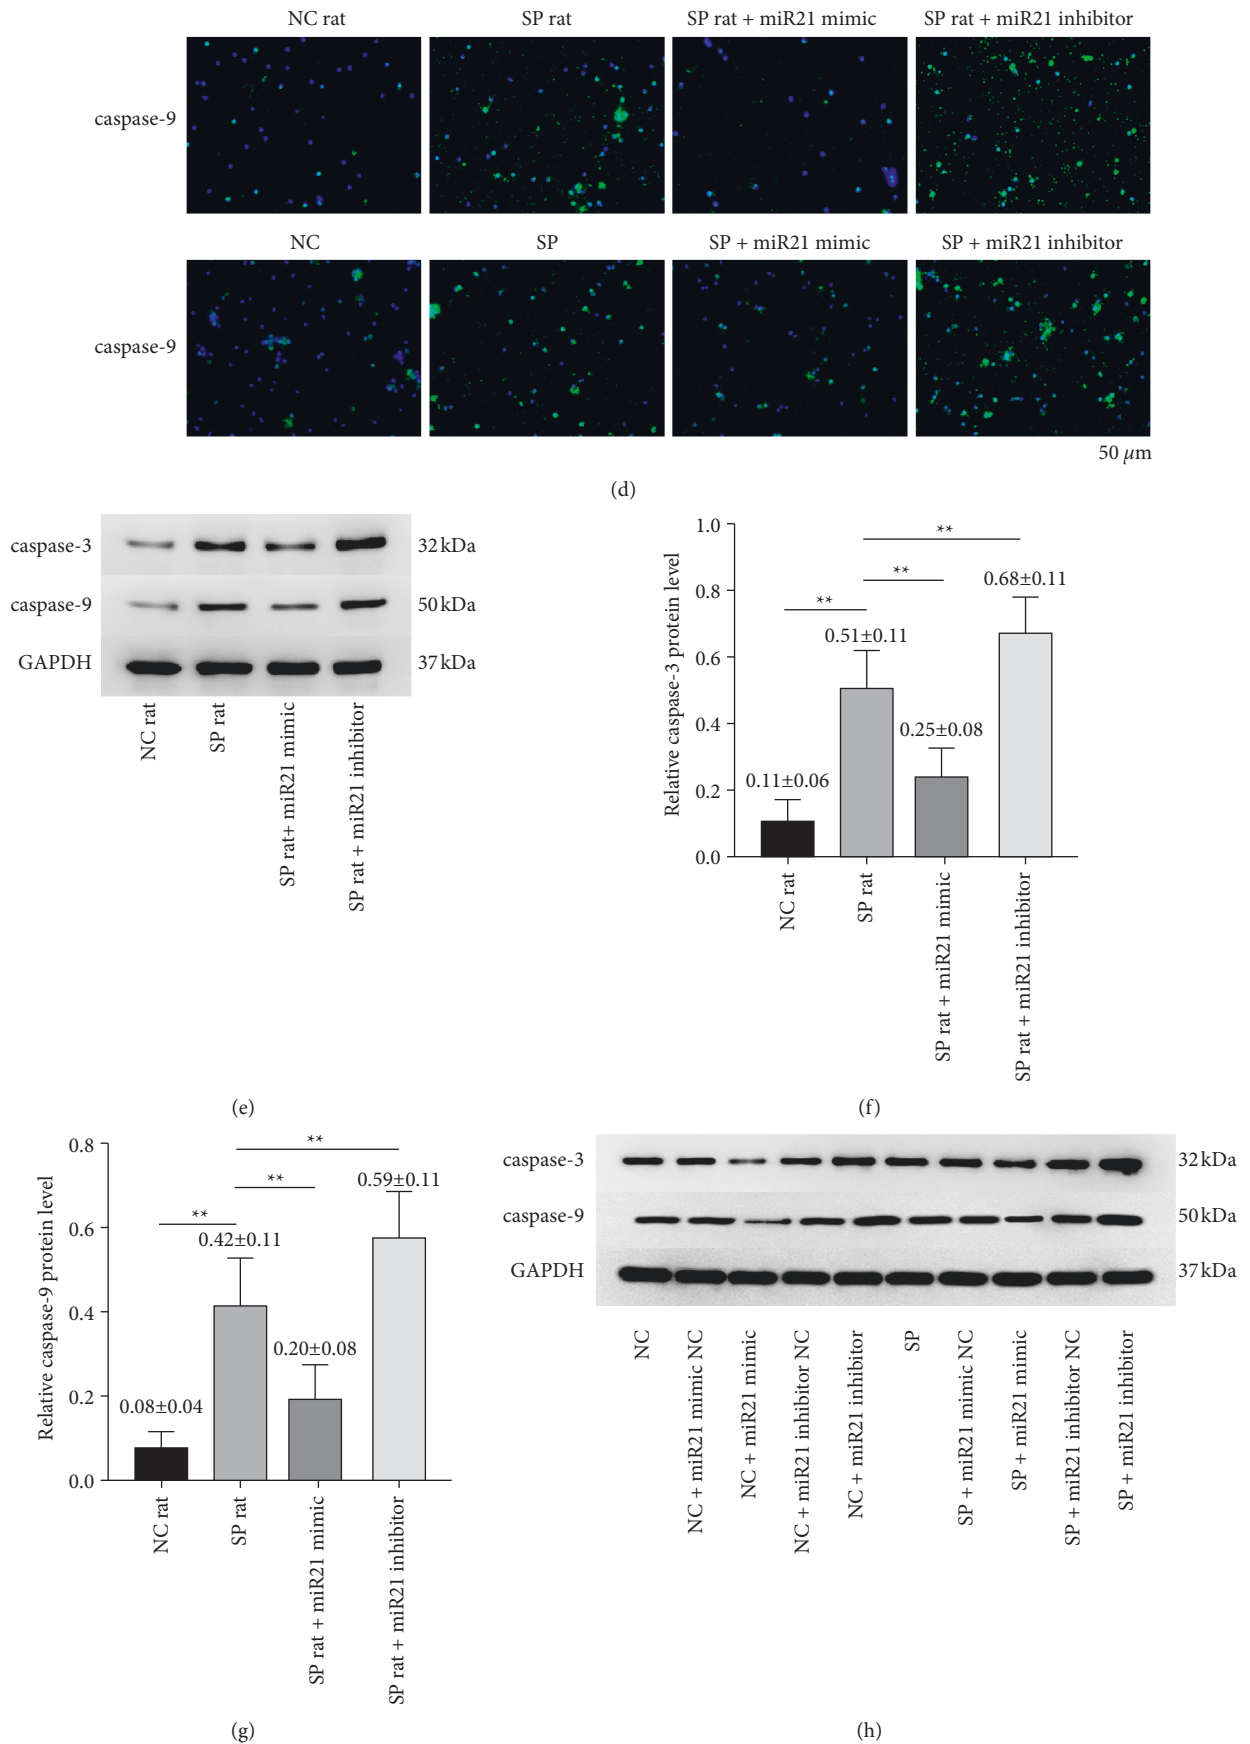 NC rat
SP rat
SP rat + miR21 mimic
SP rat + miR21 inhibitor
caspase-9
NC
SP
SP + miR21 mimic
SP + miR21 inhibitor
caspase-9
50 µm
(d)
caspase-3
32 kDa
caspase-9
50 kDa
GAPDH
37 kDa
NC rat
SP rat
SP rat+ miR21 mimic
SP rat + miR21 inhibitor
(e)
Relative caspase-3 protein level
1.0
0.8
0.6
0.4
0.2
0.0
**
**
**
0.11±0.06
0.51±0.11
0.25±0.08
0.68±0.11
NC rat
SP rat
SP rat + miR21 mimic
SP rat + miR21 inhibitor
(f)
Relative caspase-9 protein level
0.8
0.6
0.4
0.2
0.0
**
**
**
0.08±0.04
0.42±0.11
0.20±0.08
0.59±0.11
NC rat
SP rat
SP rat + miR21 mimic
SP rat + miR21 inhibitor
(g)
caspase-3
32 kDa
caspase-9
50 kDa
GAPDH
37 kDa
NC
NC + miR21 mimic NC
NC + miR21 mimic
NC + miR21 inhibitor NC
NC + miR21 inhibitor
SP
SP + miR21 mimic NC
SP + miR21 mimic
SP + miR21 inhibitor NC
SP + miR21 inhibitor
(h)